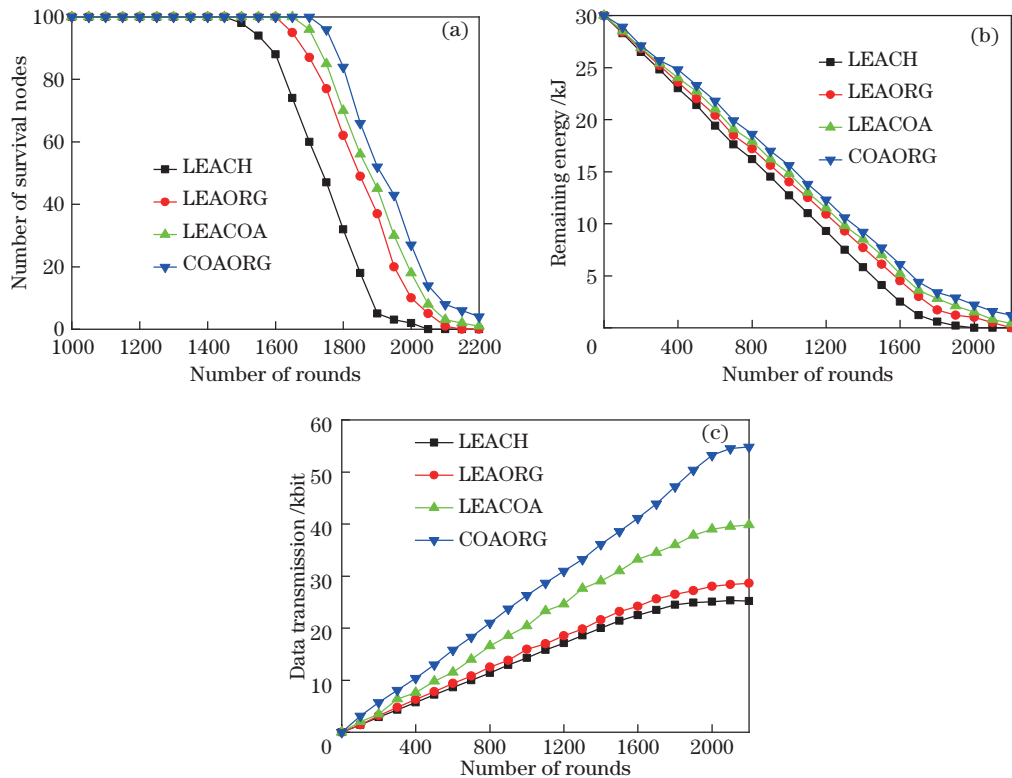 (a)
Number of survival nodes
100
80
60
40
20
0
LEACH
LEAORG
LEACOA
COAORG
1000 1200 1400 1600 1800 2000 2200
Number of rounds
(b)
Remaining energy /kJ
30
25
20
15
10
5
0
LEACH
LEAORG
LEACOA
COAORG
400 800 1200 1600 2000
Number of rounds
(c)
Data transmission /kbit
60
50
40
30
20
10
0
LEACH
LEAORG
LEACOA
COAORG
400 800 1200 1600 2000
Number of rounds